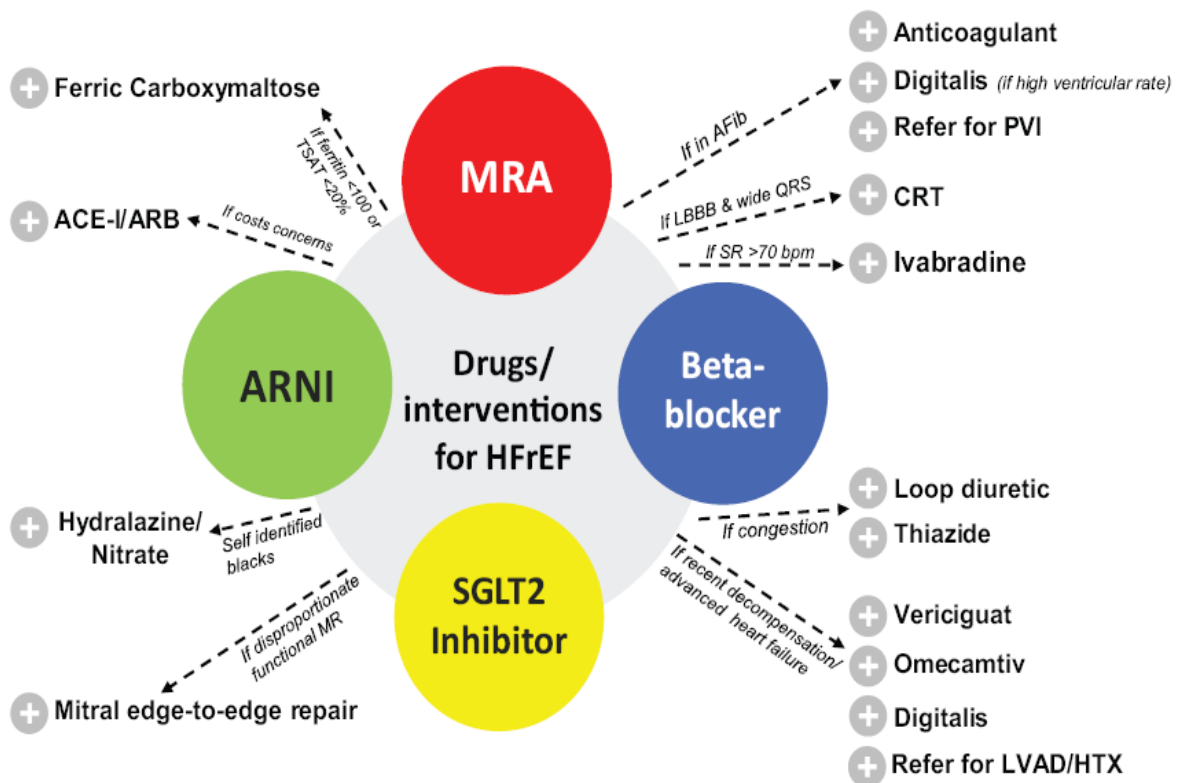 Anticoagulant
Ferric Carboxymaltose
Digitalis (if high ventricular rate)
Refer for PVI
If ferritin <100 or
TSAT <20%
If in AFib
MRA
ACE-I/ARB
If costs concerns
If LBBB & wide QRS
CRT
If SR >70 bpm
Ivabradine
ARNI
Drugs/
interventions
for HFrEF
Beta-
blocker
Hydralazine/
Nitrate
Self identified
blacks
If congestion
Loop diuretic
Thiazide
SGLT2
Inhibitor
If disproportionate
functional MR
If recent decompensation/
advanced heart failure
Vericiguat
Omecamtiv
Mitral edge-to-edge repair
Digitalis
Refer for LVAD/HTX